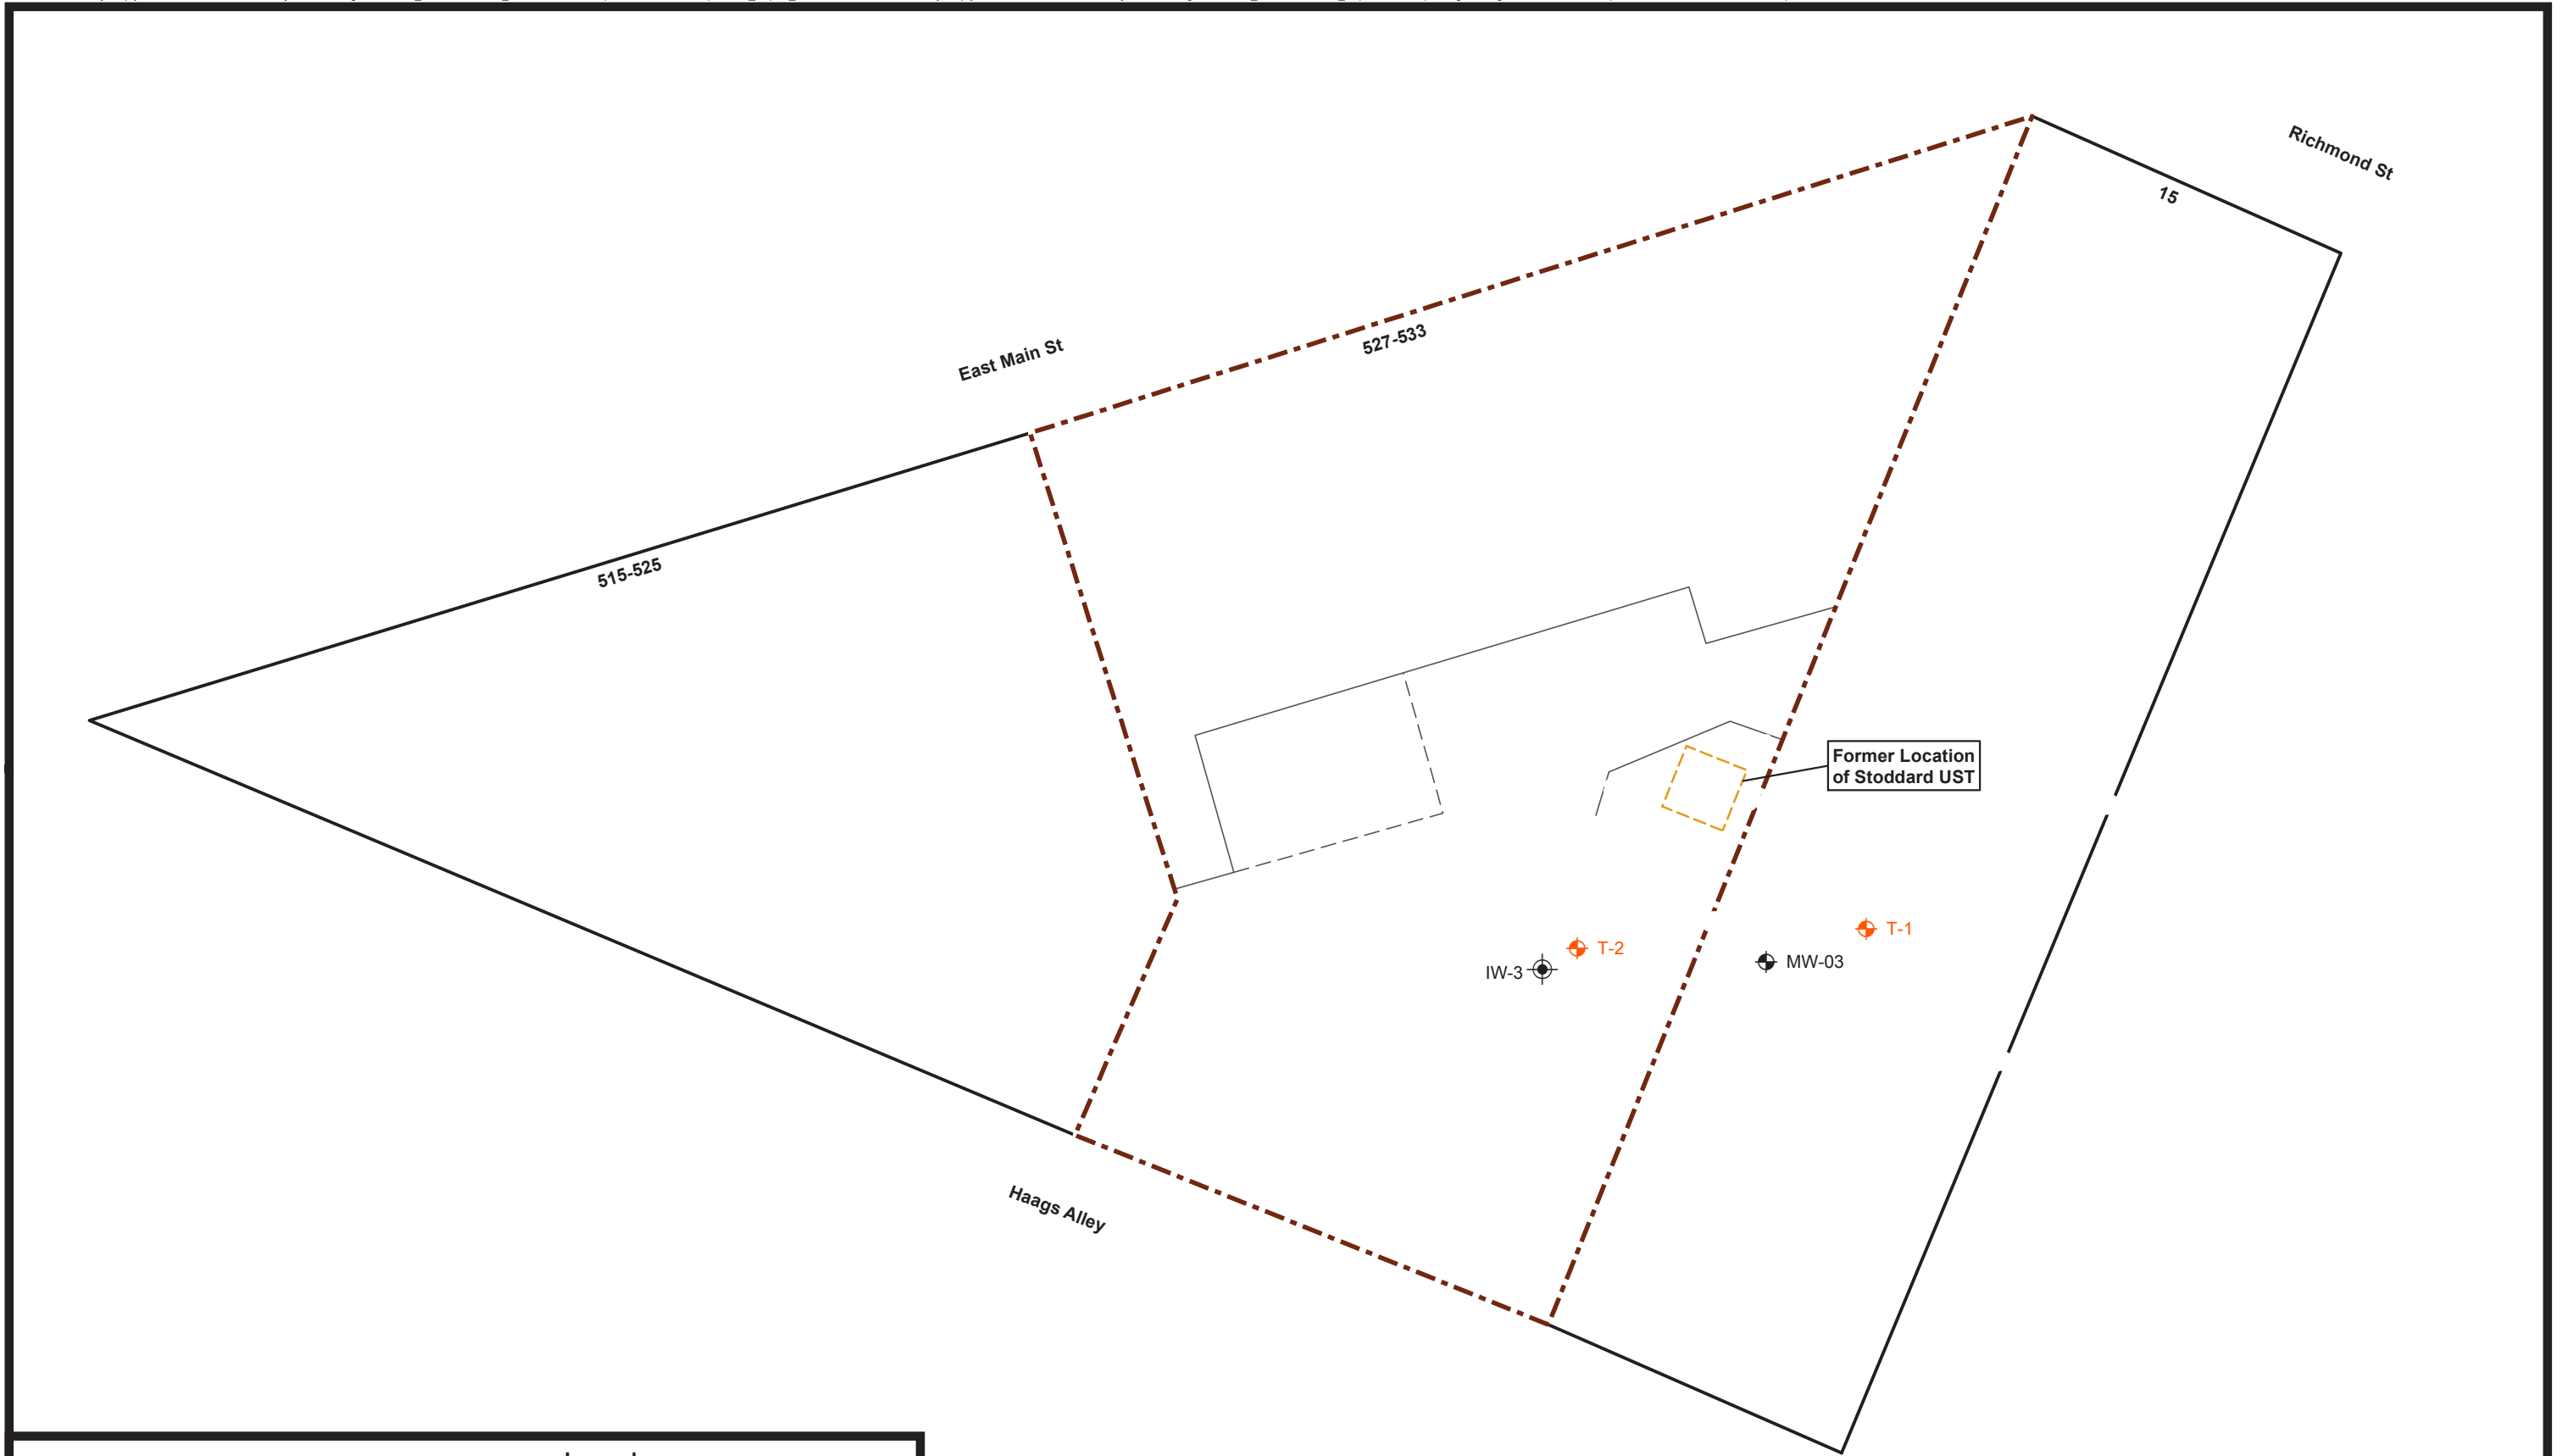 Richmond St
15
East Main St
527-533
515-525
Former Location
of Stoddard UST
T-1
T-2
IW-3
MW-03
Haags Alley